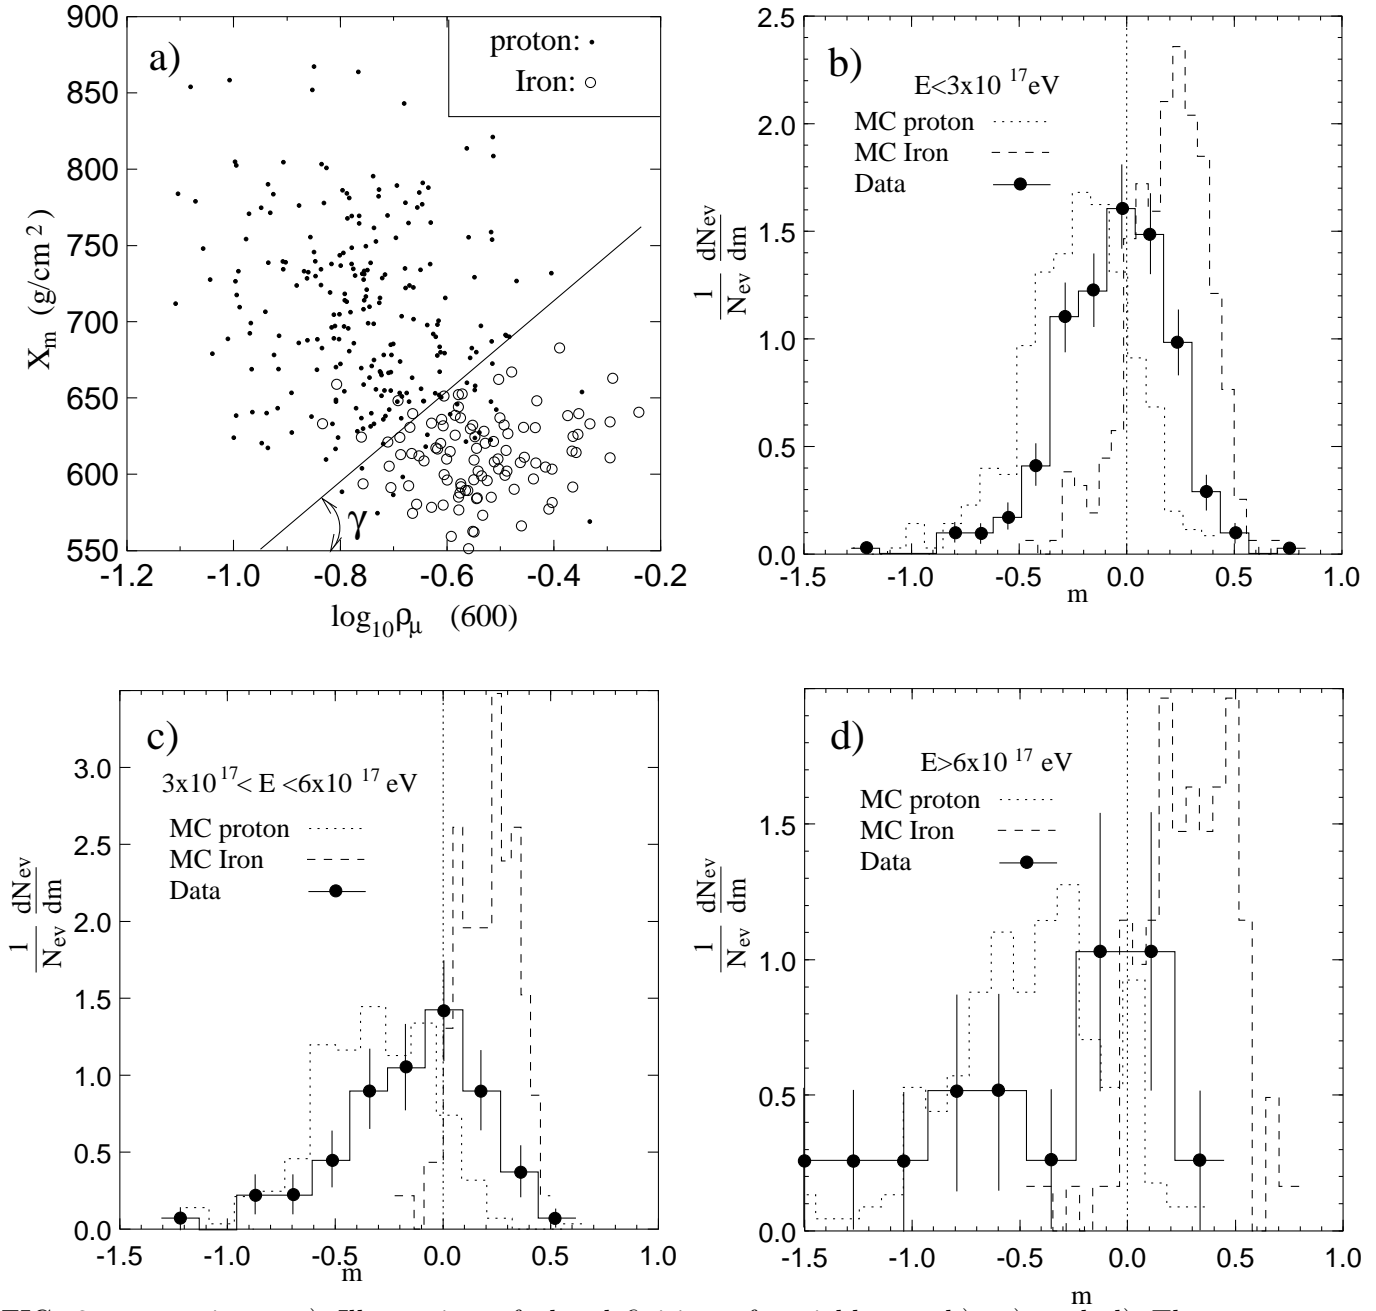 a)
proton:
Iron:
900
850
800
750
700
650
600
550
X_m (g/cm²)
γ
-1.2 -1.0 -0.8 -0.6 -0.4 -0.2
log₁₀ρ_μ (600)
b)
E<3x10 ¹⁷eV
MC proton
MC Iron
Data
2.5
2.0
1.5
1.0
0.5
0.0
1/N_ev dN_ev/dm
-1.5 -1.0 -0.5 0.0 0.5 1.0
m
c)
3x10¹⁷< E <6x10 ¹⁷ eV
MC proton
MC Iron
Data
3.0
2.5
2.0
1.5
1.0
0.5
0.0
1/N_ev dN_ev/dm
-1.5 -1.0 -0.5 0.0 0.5 1.0
m
d)
E>6x10 ¹⁷ eV
MC proton
MC Iron
Data
1.5
1.0
0.5
0.0
1/N_ev dN_ev/dm
-1.5 -1.0 -0.5 0.0 0.5 1.0
m